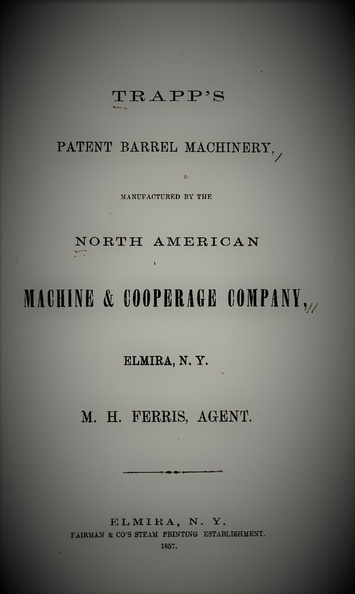 TRAPP'S
PATENT BARREL MACHINERY,
MANUFACTURED BY THE
NORTH AMERICAN
MACHINE & COOPERAGE COMPANY,
ELMIRA, N. Y.
M. H. FERRIS, AGENT.
ELMIRA, N. Y.
FAIRMAN & CO'S STEAM PRINTING ESTABLISHMENT.
1857.